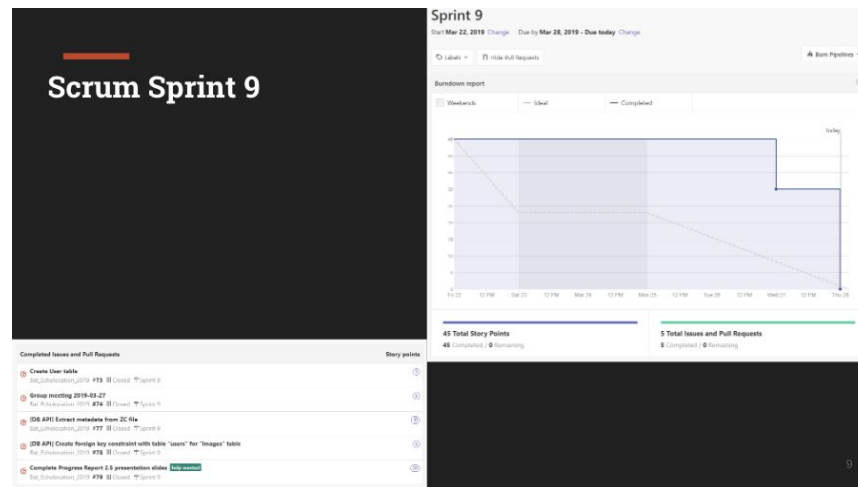 Scrum Sprint 9
Sprint 9
Start Mar 22, 2019 Change Due by Mar 28, 2019 - Due today Change
Labels Hide Pull Requests Burn Pipelines
Burndown report
Weekends Ideal Completed
Today
Fri 22 12 PM Sat 23 12 PM Mar 24 12 PM Mon 25 12 PM Tue 26 12 PM Wed 27 12 PM Thu 28
45 Total Story Points
45 Completed / 0 Remaining
5 Total Issues and Pull Requests
5 Completed / 0 Remaining
Completed Issues and Pull Requests Story points
Create User table
Bat_Echolocation_2019 #73 Closed Sprint 9
Group meeting 2019-03-27
Bat_Echolocation_2019 #74 Closed Sprint 9
[DB API] Extract metadata from ZC file
Bat_Echolocation_2019 #77 Closed Sprint 9
[DB API] Create foreign key constraint with table "users" for "Images" table
Bat_Echolocation_2019 #78 Closed Sprint 9
Complete Progress Report 2.5 presentation slides help wanted
Bat_Echolocation_2019 #79 Closed Sprint 9
9